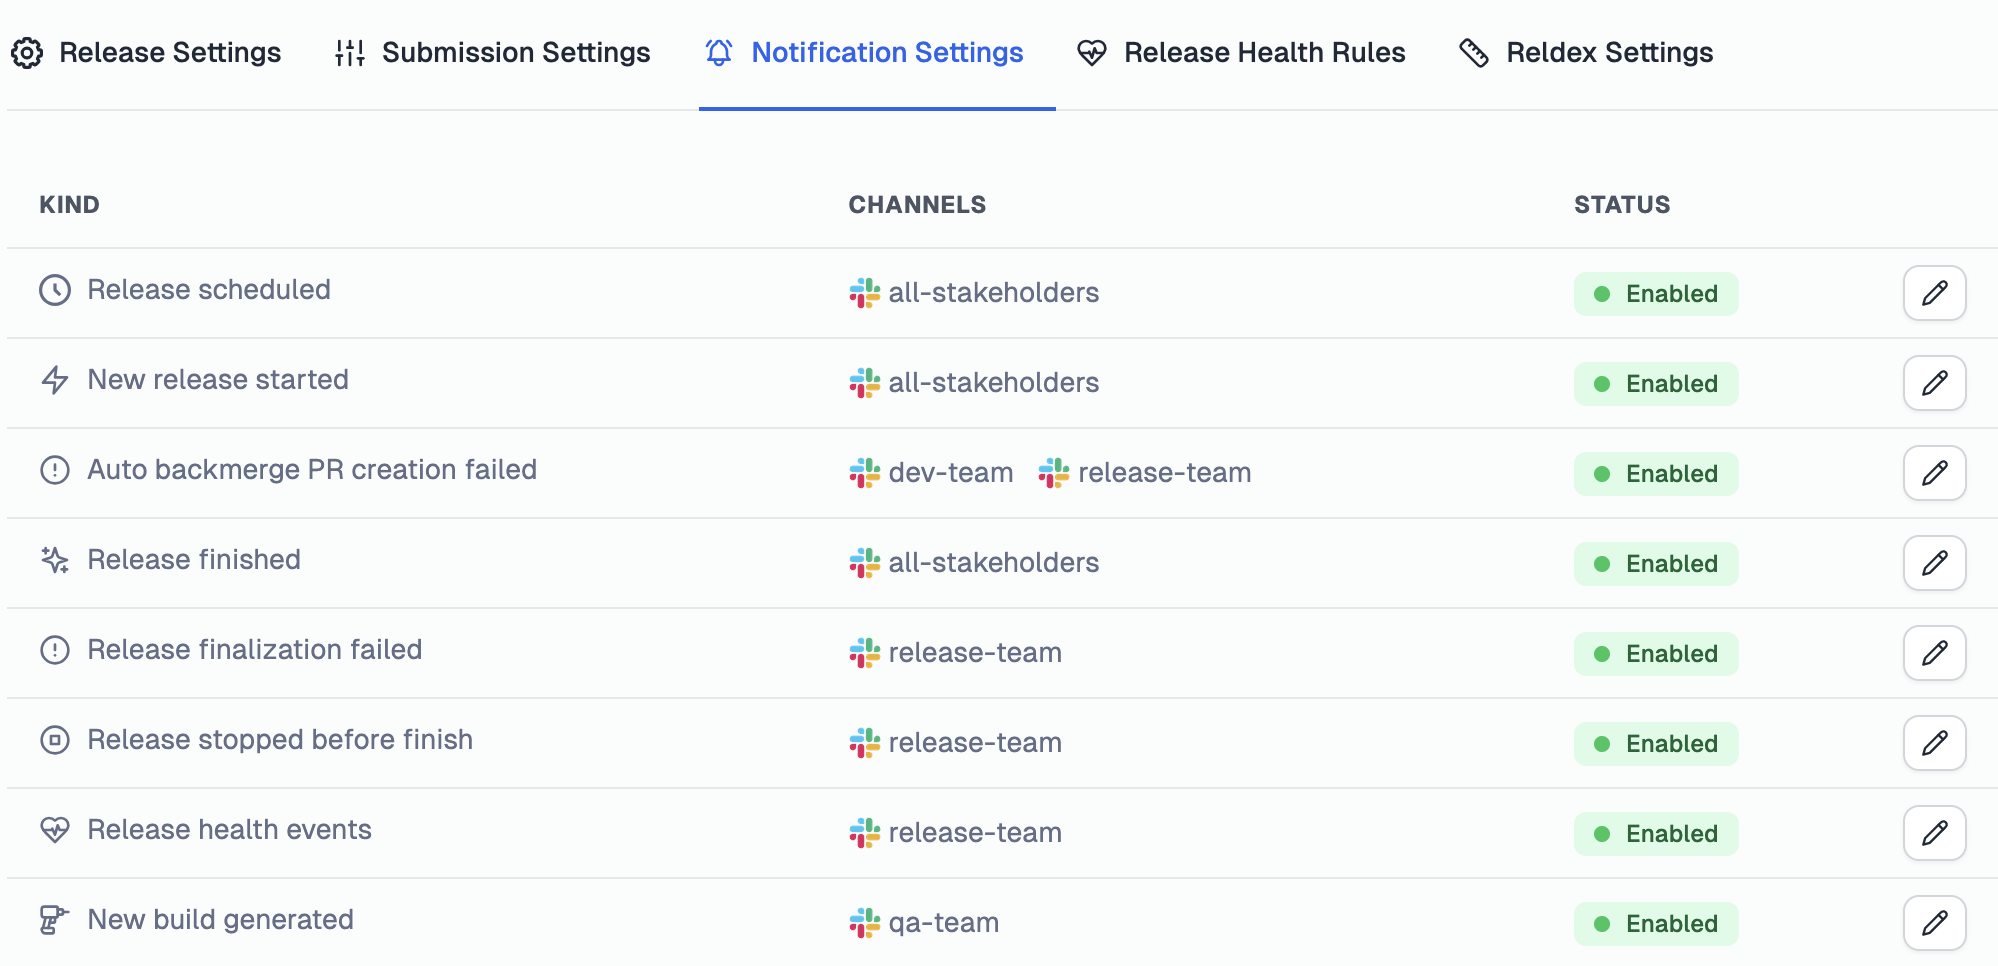 Release Settings Submission Settings Notification Settings Release Health Rules Reldex Settings
KIND CHANNELS STATUS
Release scheduled all-stakeholders Enabled
New release started all-stakeholders Enabled
Auto backmerge PR creation failed dev-team release-team Enabled
Release finished all-stakeholders Enabled
Release finalization failed release-team Enabled
Release stopped before finish release-team Enabled
Release health events release-team Enabled
New build generated qa-team Enabled